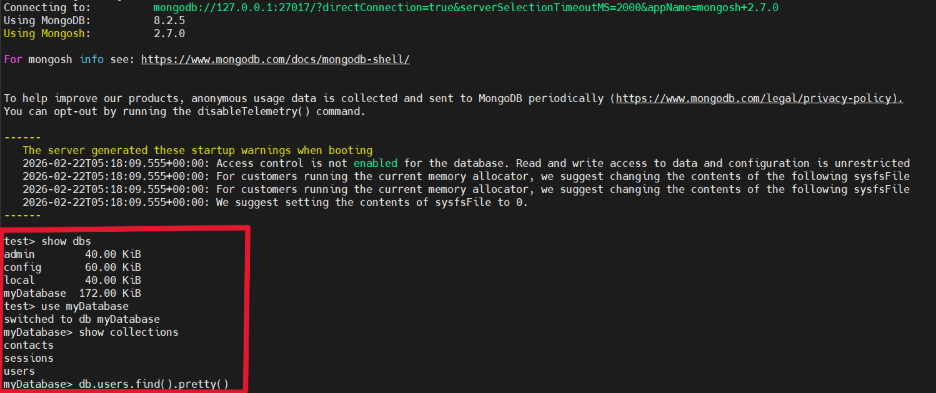 Connecting to: mongodb://127.0.0.1:27017/?directConnection=true&serverSelectionTimeoutMS=2000&appName=mongosh+2.7.0
Using MongoDB: 8.2.5
Using Mongosh: 2.7.0
For mongosh info see: https://www.mongodb.com/docs/mongodb-shell/
To help improve our products, anonymous usage data is collected and sent to MongoDB periodically (https://www.mongodb.com/legal/privacy-policy).
You can opt-out by running the disableTelemetry() command.
------
The server generated these startup warnings when booting
2026-02-22T05:18:09.555+00:00: Access control is not enabled for the database. Read and write access to data and configuration is unrestricted
2026-02-22T05:18:09.555+00:00: For customers running the current memory allocator, we suggest changing the contents of the following sysfsFile
2026-02-22T05:18:09.555+00:00: For customers running the current memory allocator, we suggest changing the contents of the following sysfsFile
2026-02-22T05:18:09.555+00:00: We suggest setting the contents of sysfsFile to 0.
------
test> show dbs
admin 40.00 KiB
config 60.00 KiB
local 40.00 KiB
myDatabase 172.00 KiB
test> use myDatabase
switched to db myDatabase
myDatabase> show collections
contacts
sessions
users
myDatabase> db.users.find().pretty()